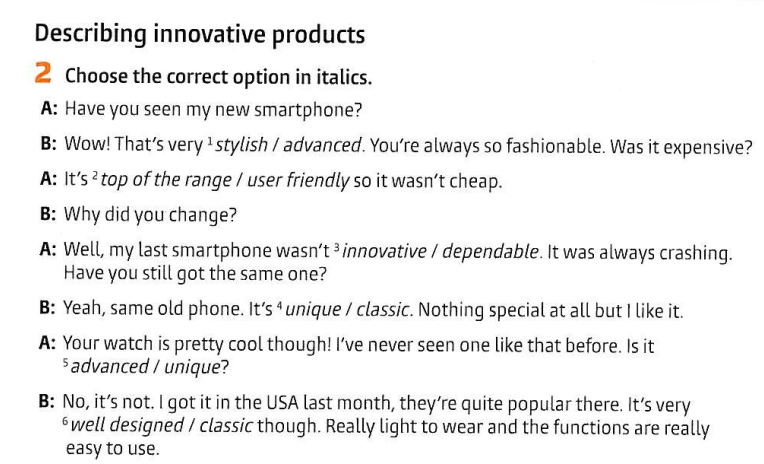 Describing innovative products
2 Choose the correct option in italics.
A: Have you seen my new smartphone?
B: Wow! That's very ¹stylish / advanced. You're always so fashionable. Was it expensive?
A: It's ²top of the range / user friendly so it wasn't cheap.
B: Why did you change?
A: Well, my last smartphone wasn't ³innovative / dependable. It was always crashing.
Have you still got the same one?
B: Yeah, same old phone. It's ⁴unique / classic. Nothing special at all but I like it.
A: Your watch is pretty cool though! I've never seen one like that before. Is it
⁵advanced / unique?
B: No, it's not. I got it in the USA last month, they're quite popular there. It's very
⁶well designed / classic though. Really light to wear and the functions are really
easy to use.